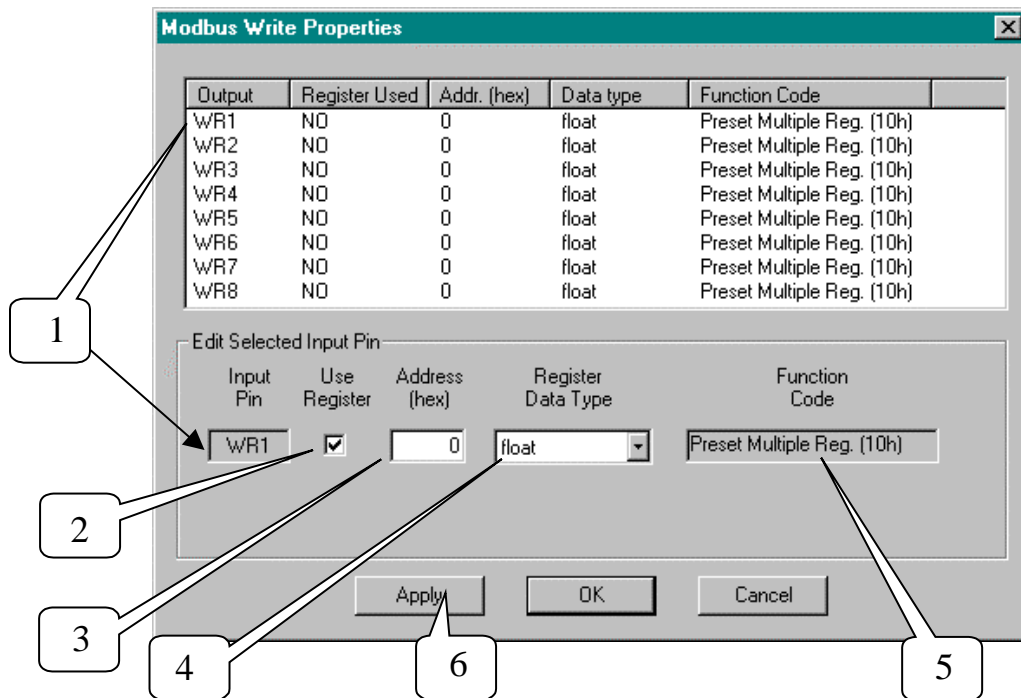 Modbus Write Properties
Output Register Used Addr. (hex) Data type Function Code
WR1 NO 0 float Preset Multiple Reg. (10h)
WR2 NO 0 float Preset Multiple Reg. (10h)
WR3 NO 0 float Preset Multiple Reg. (10h)
WR4 NO 0 float Preset Multiple Reg. (10h)
WR5 NO 0 float Preset Multiple Reg. (10h)
WR6 NO 0 float Preset Multiple Reg. (10h)
WR7 NO 0 float Preset Multiple Reg. (10h)
WR8 NO 0 float Preset Multiple Reg. (10h)
1
Edit Selected Input Pin
Input Use Address Register Function
Pin Register (hex) Data Type Code
WR1 0 float Preset Multiple Reg. (10h)
2
Apply OK Cancel
3
4
6
5